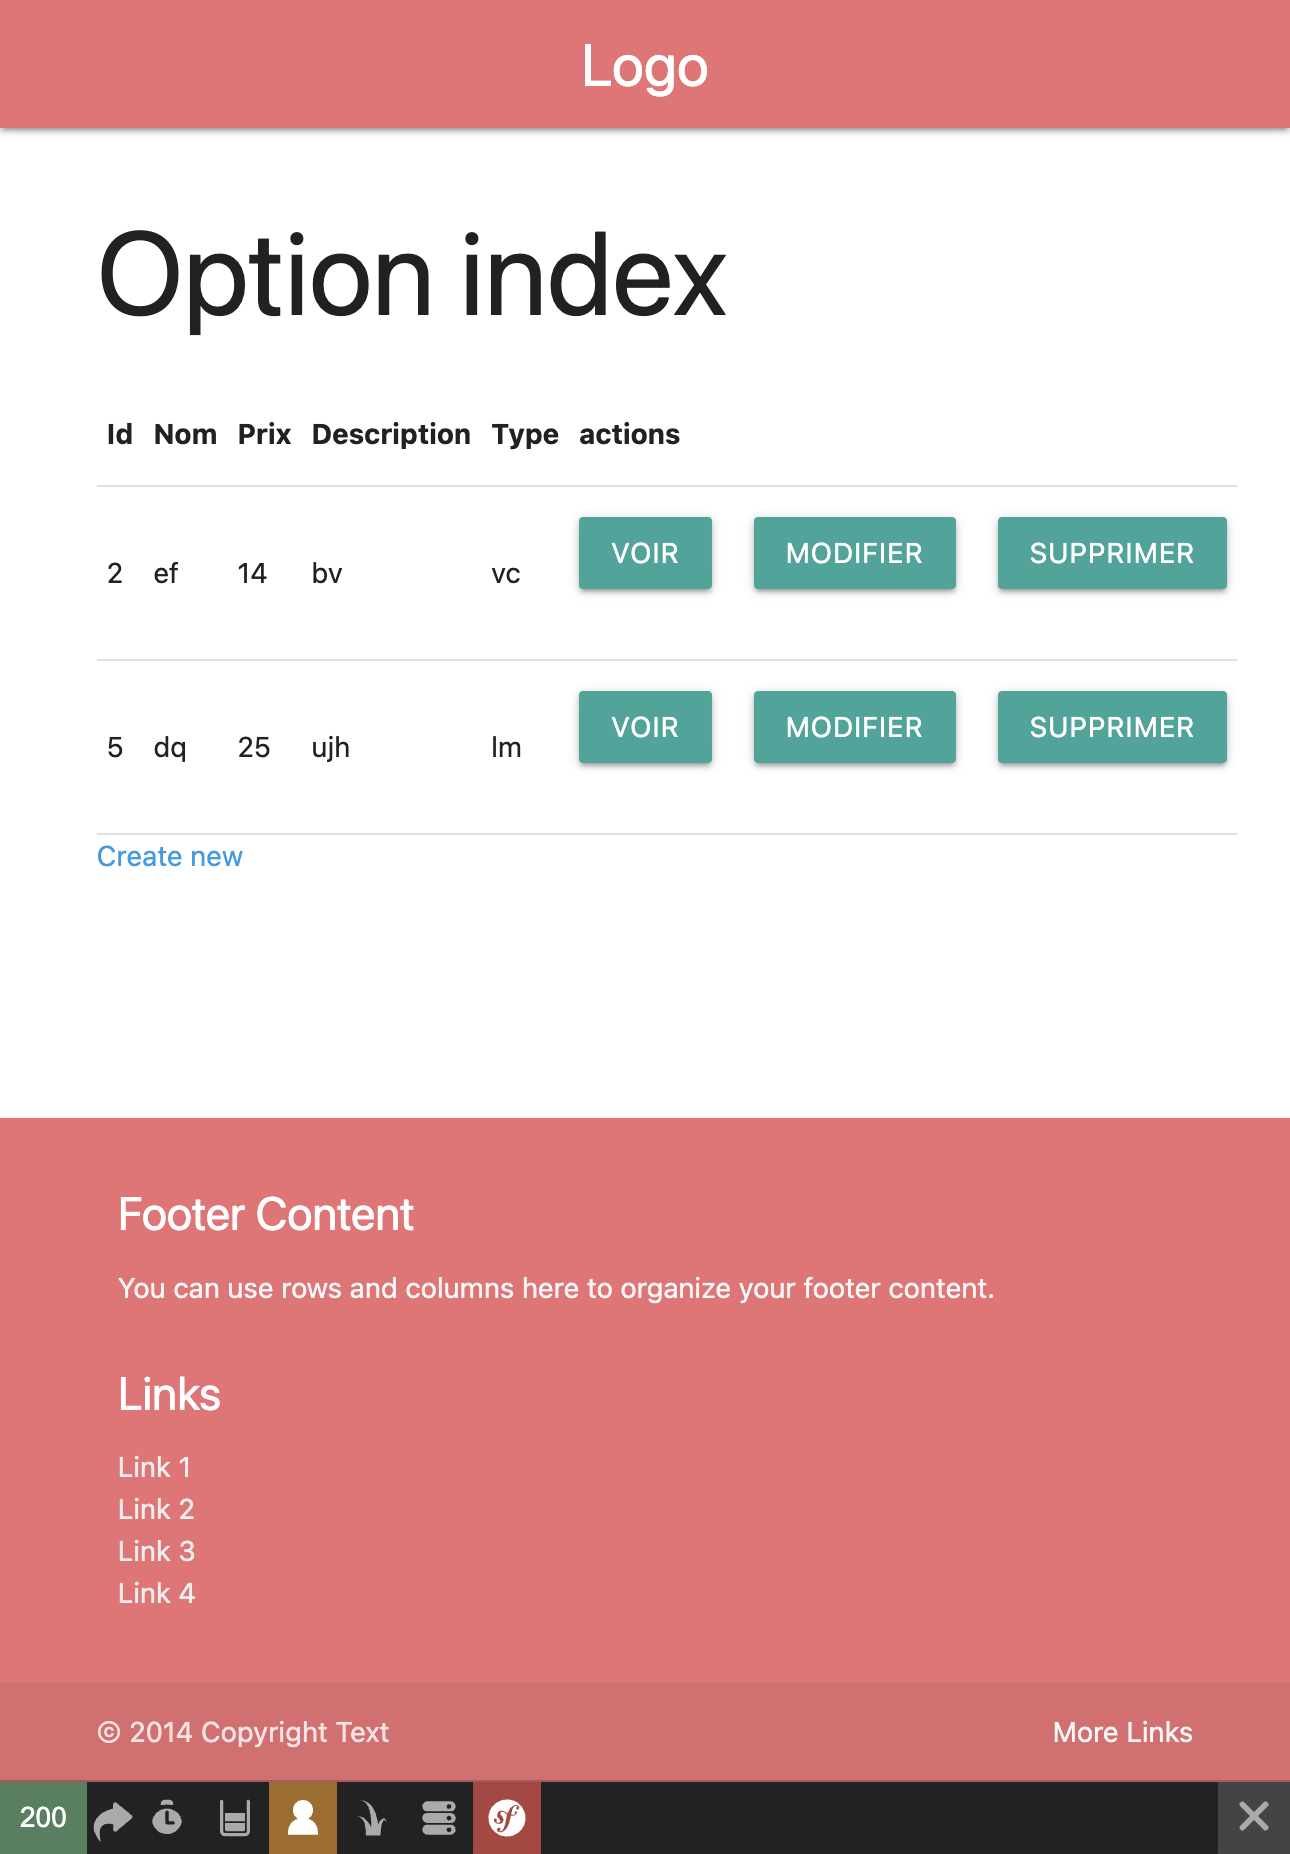 Logo
Option index
Id Nom Prix Description Type actions
2 ef 14 bv vc VOIR MODIFIER SUPPRIMER
5 dq 25 ujh lm VOIR MODIFIER SUPPRIMER
Create new
Footer Content
You can use rows and columns here to organize your footer content.
Links
Link 1
Link 2
Link 3
Link 4
© 2014 Copyright Text More Links
200 sf